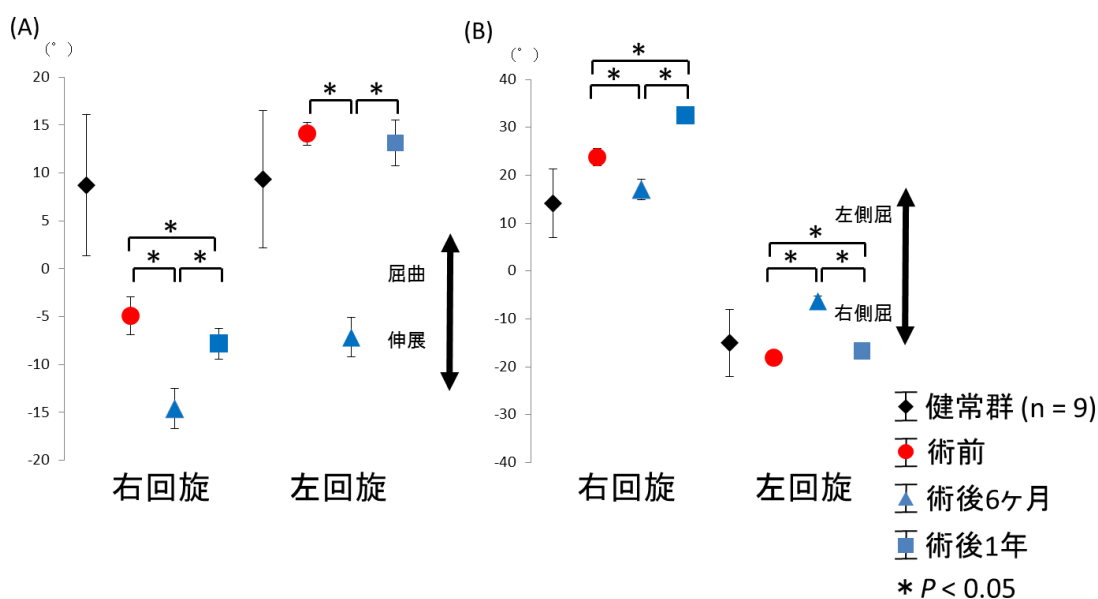 (A)
(°)
20
15
10
5
0
-5
-10
-15
-20
* *
*
* *
屈曲
伸展
右回旋
左回旋
(B)
(°)
40
30
20
10
0
-10
-20
-30
-40
*
* *
*
* *
左側屈
右側屈
右回旋
左回旋
健常群 (n = 9)
術前
術後6ヶ月
術後1年
* P < 0.05